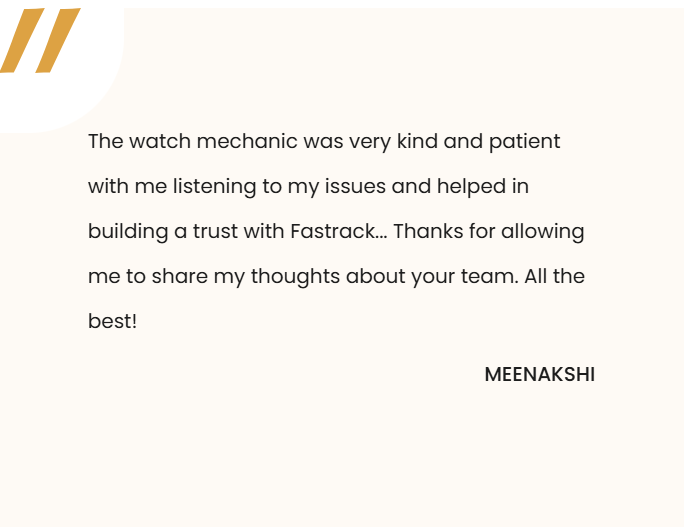 The watch mechanic was very kind and patient
with me listening to my issues and helped in
building a trust with Fastrack... Thanks for allowing
me to share my thoughts about your team. All the
best!
MEENAKSHI